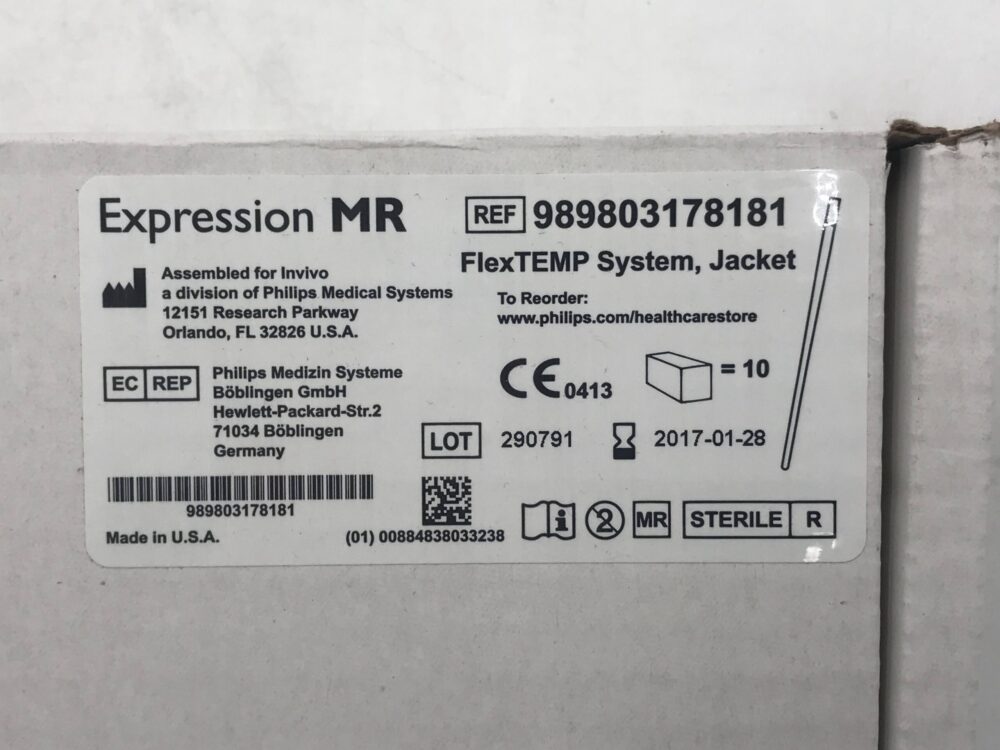 Expression MR
REF 989803178181
FlexTEMP System, Jacket
Assembled for Invivo
a division of Philips Medical Systems
12151 Research Parkway
Orlando, FL 32826 U.S.A.
To Reorder:
www.philips.com/healthcarestore
EC REP
Philips Medizin Systeme
Böblingen GmbH
Hewlett-Packard-Str.2
71034 Böblingen
Germany
CE 0413
= 10
LOT 290791
2017-01-28
989803178181
Made in U.S.A.
(01) 00884838033238
i 2 MR STERILE R